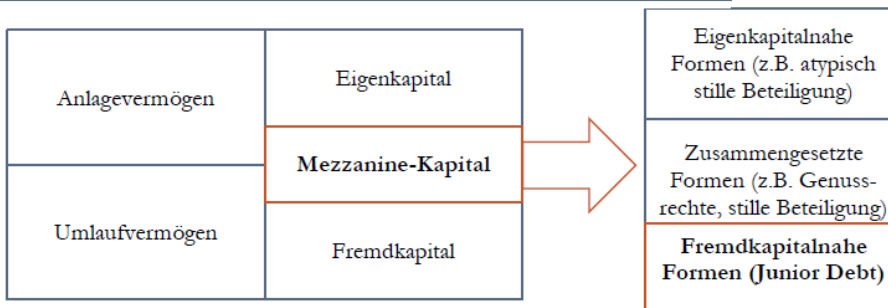 Anlagevermögen
Umlaufvermögen
Eigenkapital
Mezzanine-Kapital
Fremdkapital
Eigenkapitalnahe
Formen (z.B. atypisch
stille Beteiligung)
Zusammengesetzte
Formen (z.B. Genuss-
rechte, stille Beteiligung)
Fremdkapitalnahe
Formen (Junior Debt)